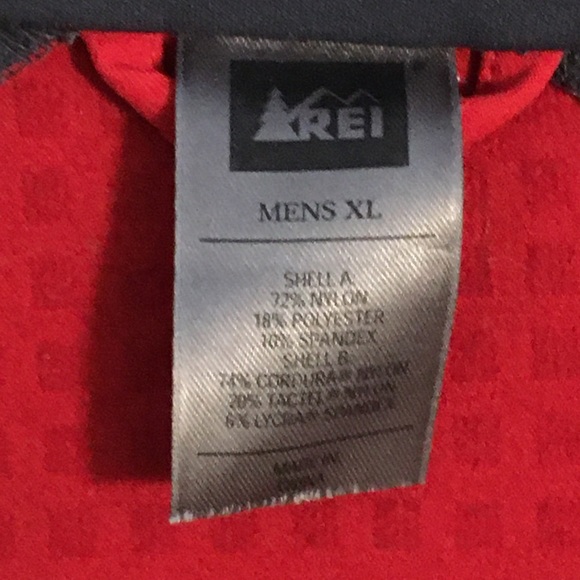 REI
MENS XL
SHELL A:
72% NYLON
18% POLYESTER
10% SPANDEX
SHELL B:
74% CORDURA® NYLON
20% TACTEL® NYLON
6% LYCRA® SPANDEX
MADE IN